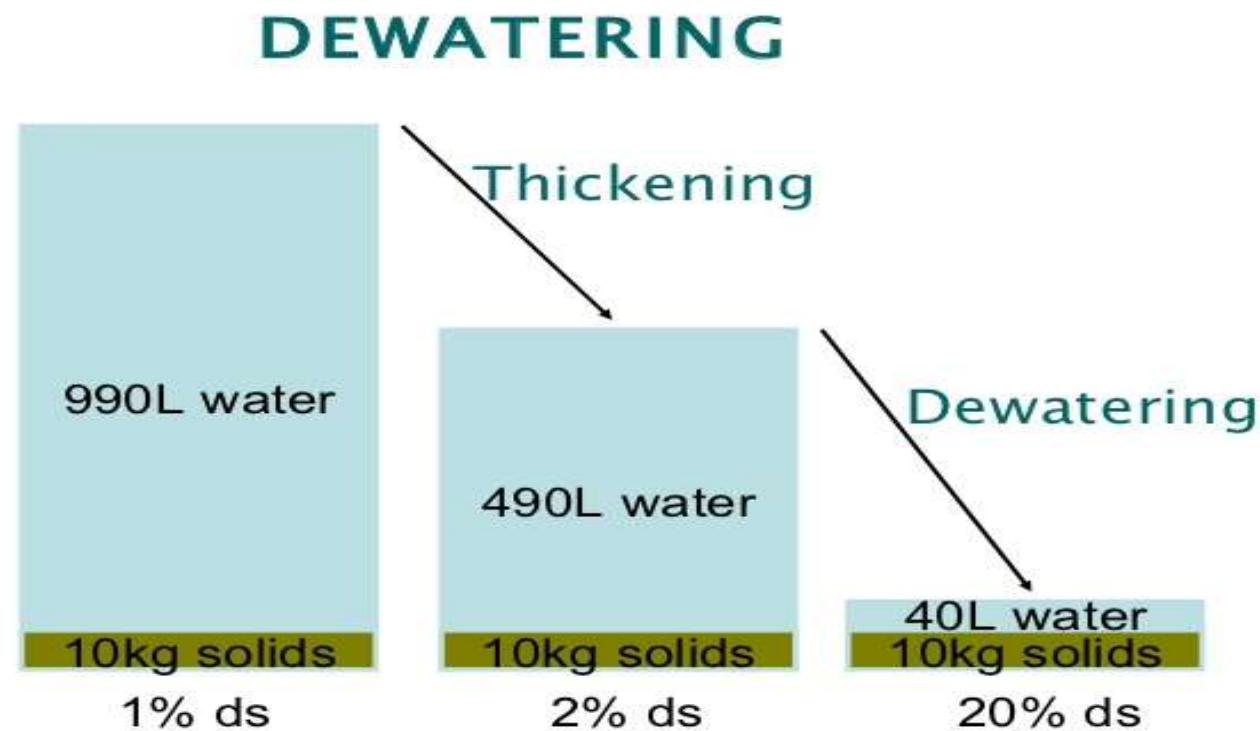 DEWATERING
Thickening
990L water
10kg solids
1% ds
490L water
10kg solids
2% ds
Dewatering
40L water
10kg solids
20% ds